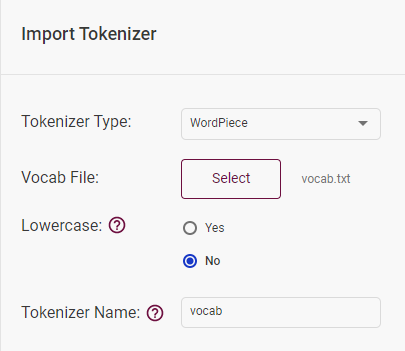 Import Tokenizer
Tokenizer Type: WordPiece
Vocab File: Select vocab.txt
Lowercase: ? Yes
No
Tokenizer Name: ? vocab